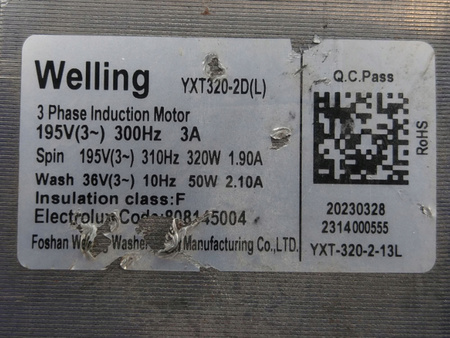 Welling YXT320-2D(L)
3 Phase Induction Motor
195V(3~) 300Hz 3A
Spin 195V(3~) 310Hz 320W 1.90A
Wash 36V(3~) 10Hz 50W 2.10A
Insulation class:F
Electrolux Code:808145004
Foshan Washer Manufacturing Co.,LTD.
Q.C.Pass
RoHS
20230328
2314000555
YXT-320-2-13L